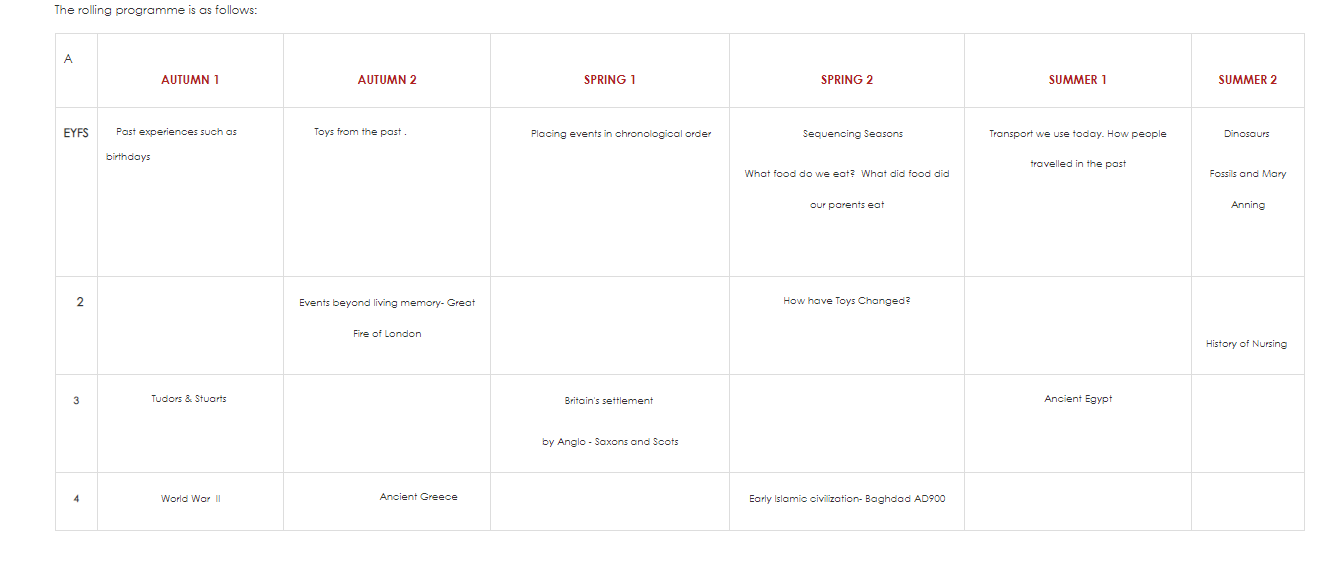 The rolling programme is as follows:
A
AUTUMN 1
AUTUMN 2
SPRING 1
SPRING 2
SUMMER 1
SUMMER 2
EYFS
Past experiences such as
birthdays
Toys from the past .
Placing events in chronological order
Sequencing Seasons
What food do we eat? What did food did
our parents eat
Transport we use today. How people
travelled in the past
Dinosaurs
Fossils and Mary
Anning
2
Events beyond living memory- Great
Fire of London
How have Toys Changed?
History of Nursing
3
Tudors & Stuarts
Britain's settlement
by Anglo - Saxons and Scots
Ancient Egypt
4
World War II
Ancient Greece
Early Islamic civilization- Baghdad AD900